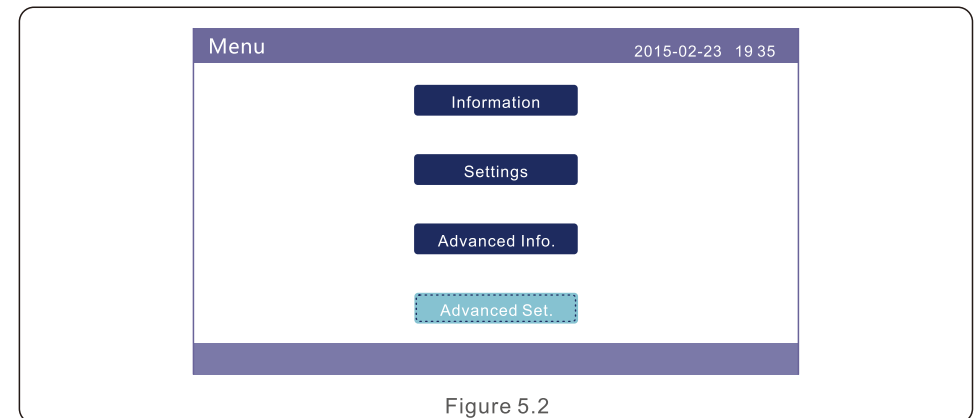 Menu
2015-02-23 19 35
Information
Settings
Advanced Info.
Advanced Set.
Figure 5.2